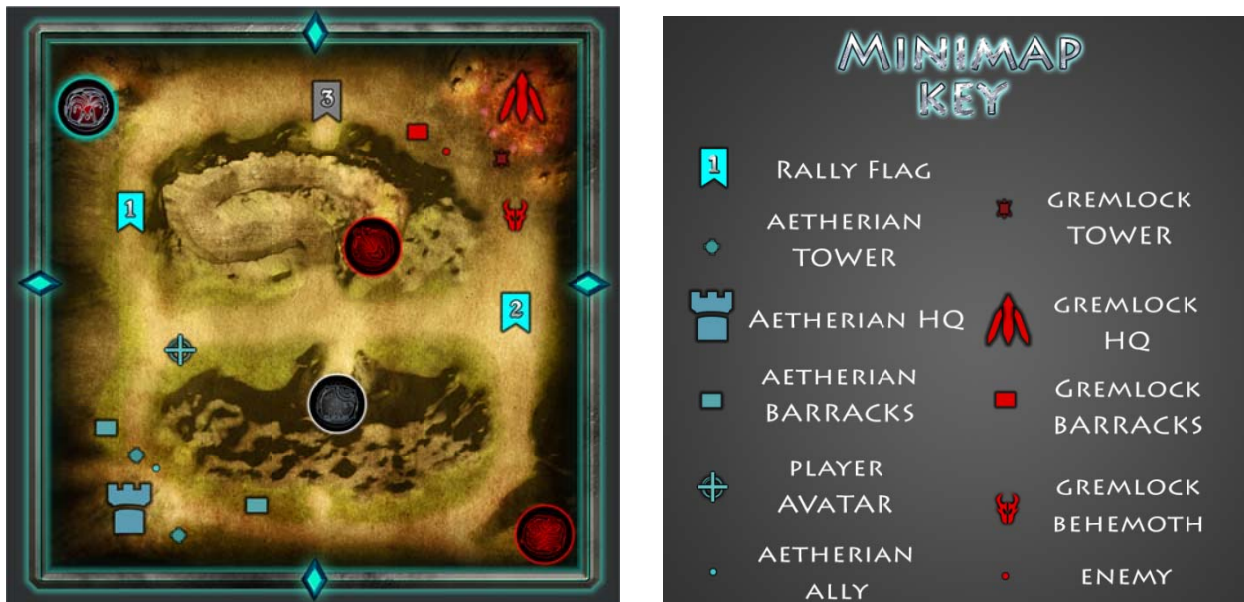 3
1
2
MINIMAP
KEY
1
RALLY FLAG
AETHERIAN
TOWER
AETHERIAN HQ
AETHERIAN
BARRACKS
PLAYER
AVATAR
AETHERIAN
ALLY
GREMLOCK
TOWER
GREMLOCK
HQ
GREMLOCK
BARRACKS
GREMLOCK
BEHEMOTH
ENEMY